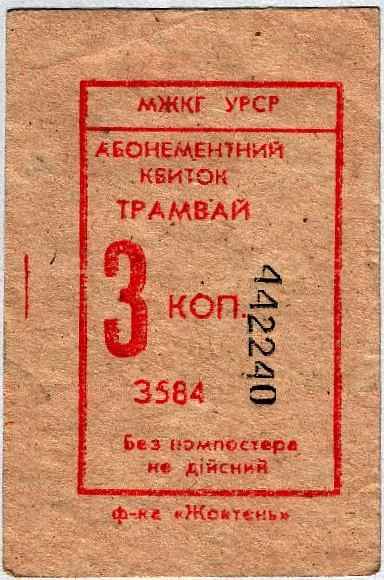 МЖКГ УРСР
АБОНЕМЕНТНИЙ
КВИТОК
ТРАМВАЙ
3 КОП.
442240
3584
Без компостера
не дійсний
ф-ка «Жовтень»